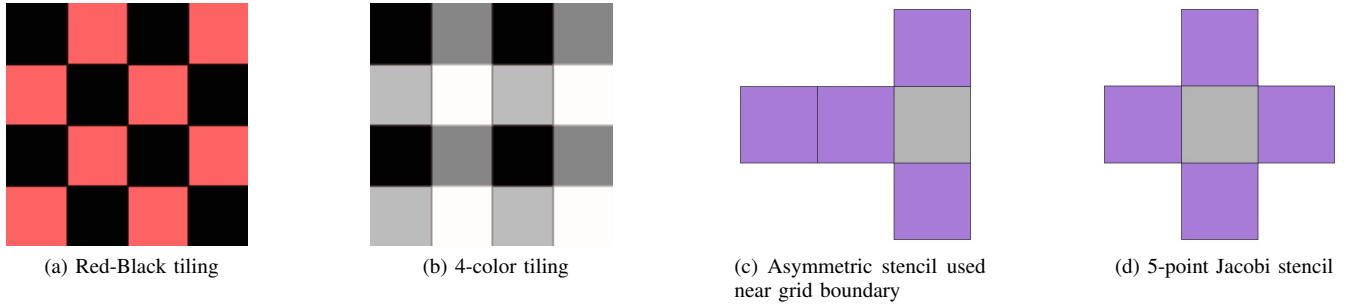 (a) Red-Black tiling
(b) 4-color tiling
(c) Asymmetric stencil used
near grid boundary
(d) 5-point Jacobi stencil